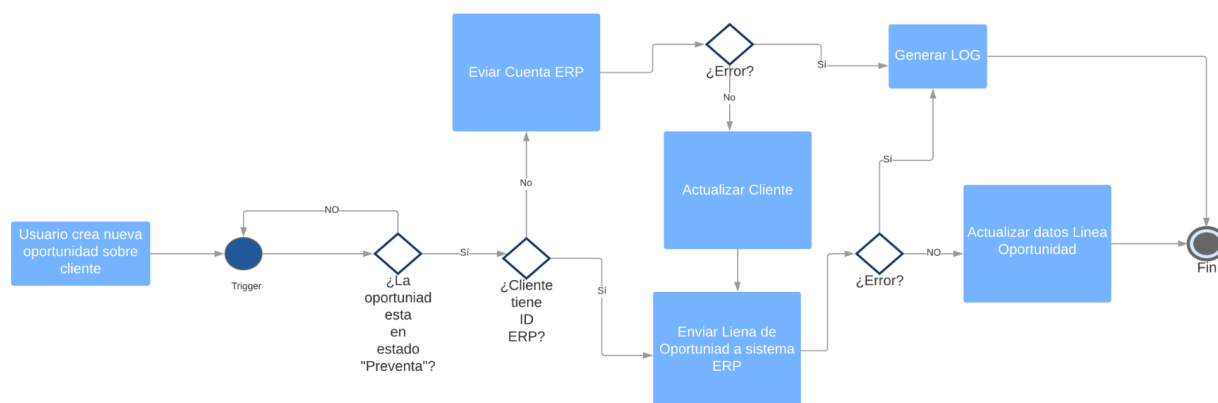 Eviar Cuenta ERP
¿Error?
Sí
Generar LOG
No
Actualizar Cliente
No
Sí
NO
Usuario crea nueva
oportunidad sobre
cliente
Trigger
Sí
¿La
oportuniad
esta
en
estado
"Preventa"?
¿Cliente
tiene
ID
ERP?
Sí
Enviar Liena de
Oportuniad a sistema
ERP
¿Error?
NO
Actualizar datos Linea
Oportunidad
Fin